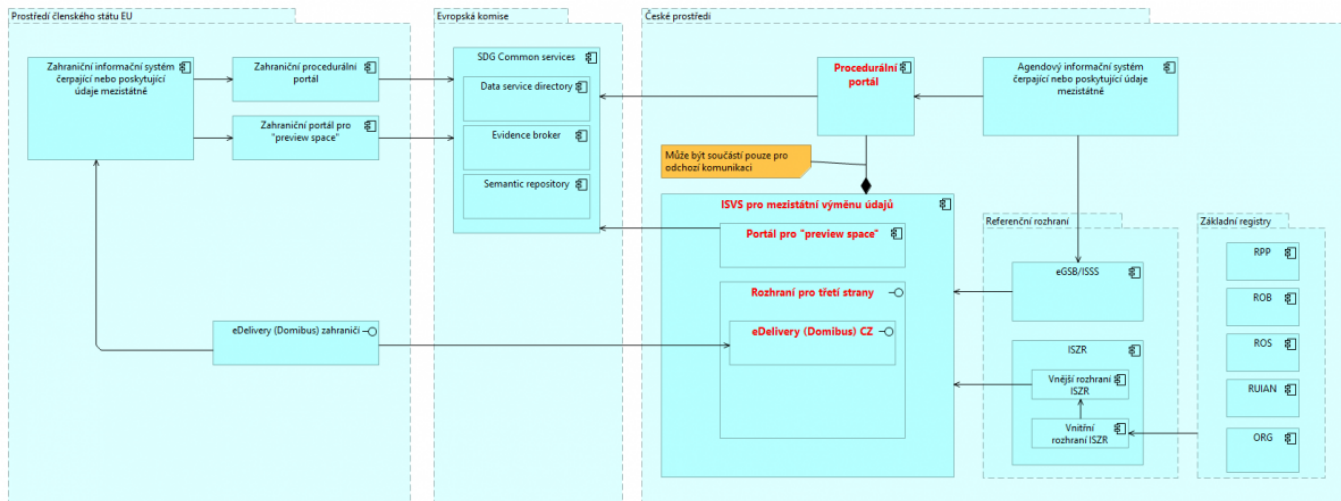 Prostředí členského státu EU
Zahraniční informační systém
čerpající nebo poskytující
údaje mezistátně
Zahraniční procedurální
portál
Zahraniční portál pro
"preview space"
eDelivery (Domibus) zahraničí
Evropská komise
SDG Common services
Data service directory
Evidence broker
Semantic repository
České prostředí
Procedurální
portál
Agendový informační systém
čerpající nebo poskytující údaje
mezistátně
Může být součástí pouze pro
odchozí komunikaci
ISVS pro mezistátní výměnu údajů
Portál pro "preview space"
Rozhraní pro třetí strany
eDelivery (Domibus) CZ
Referenční rozhraní
eGSB/ISSS
ISZR
Vnější rozhraní
ISZR
Vnitřní
rozhraní ISZR
Základní registry
RPP
ROB
ROS
RUIAN
ORG